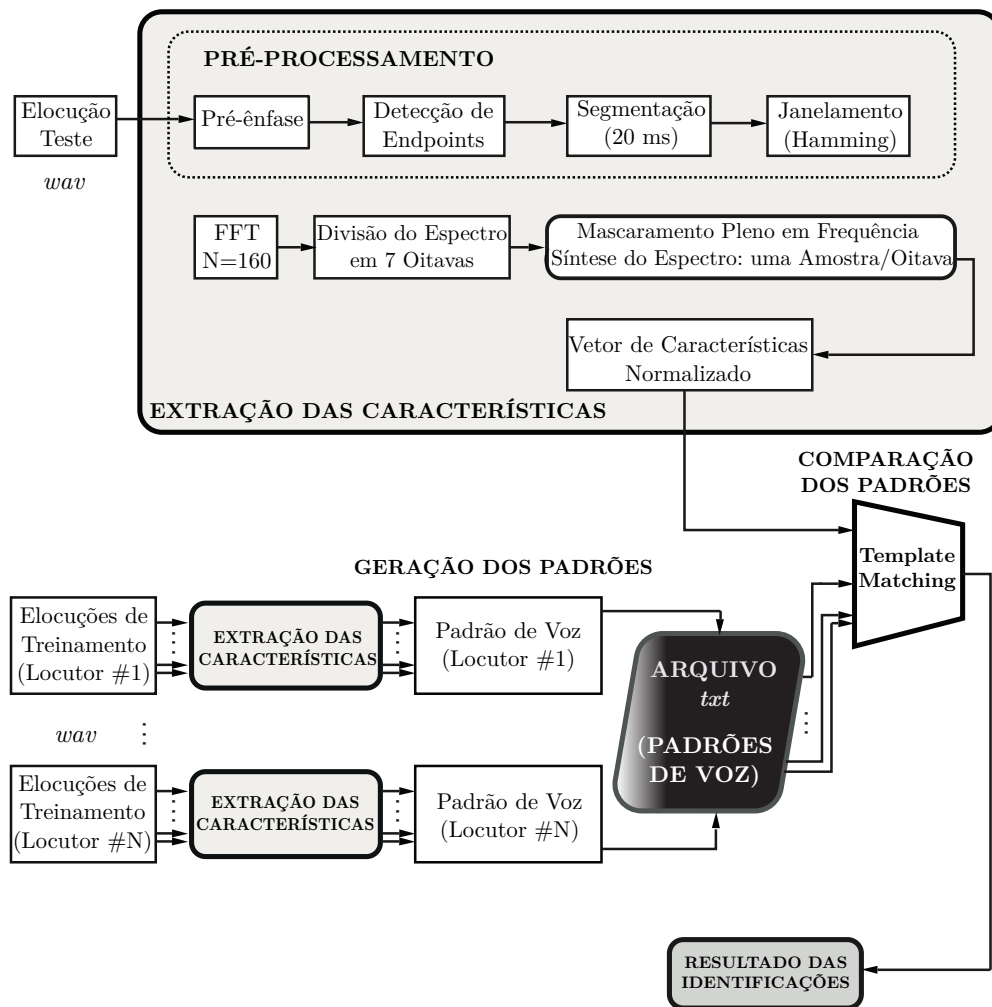 PRÉ-PROCESSAMENTO
Elocução
Teste
wav
Pré-ênfase
Detecção de
Endpoints
Segmentação
(20 ms)
Janelamento
(Hamming)
FFT
N=160
Divisão do Espectro
em 7 Oitavas
Mascaramento Pleno em Frequência
Síntese do Espectro: uma Amostra/Oitava
Vetor de Características
Normalizado
EXTRAÇÃO DAS CARACTERÍSTICAS
COMPARAÇÃO
DOS PADRÕES
Template
Matching
GERAÇÃO DOS PADRÕES
Elocuções de
Treinamento
(Locutor #1)
EXTRAÇÃO DAS
CARACTERÍSTICAS
Padrão de Voz
(Locutor #1)
ARQUIVO
txt
(PADRÕES
DE VOZ)
wav
Elocuções de
Treinamento
(Locutor #N)
EXTRAÇÃO DAS
CARACTERÍSTICAS
Padrão de Voz
(Locutor #N)
RESULTADO DAS
IDENTIFICAÇÕES